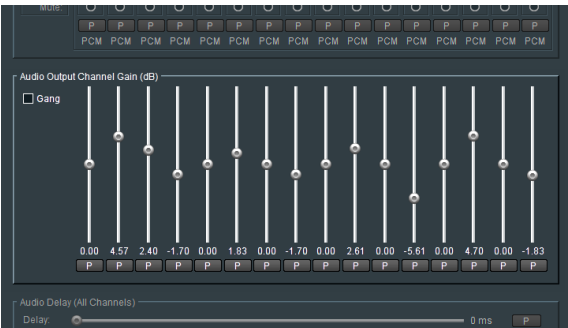 Mute:
P P P P P P P P P P P P P P P P
PCM PCM PCM PCM PCM PCM PCM PCM PCM PCM PCM PCM PCM PCM PCM PCM
Audio Output Channel Gain (dB)
Gang
0.00 4.57 2.40 -1.70 0.00 1.83 0.00 -1.70 0.00 2.61 0.00 -5.61 0.00 4.70 0.00 -1.83
P P P P P P P P P P P P P P P P
Audio Delay (All Channels)
Delay: 0 ms P